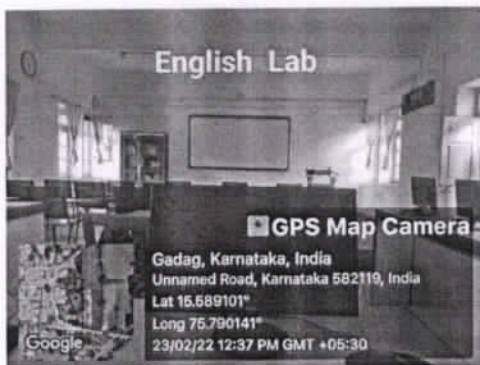 English Lab
GPS Map Camera
Gadag, Karnataka, India
Unnamed Road, Karnataka 582119, India
Lat 15.589101°
Long 75.790141°
23/02/22 12:37 PM GMT +05:30
Google